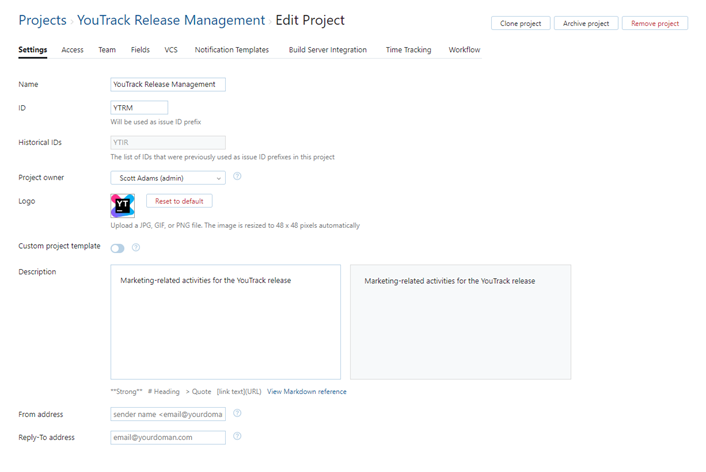 Projects › YouTrack Release Management › Edit Project
Clone project Archive project Remove project
Settings Access Team Fields VCS Notification Templates Build Server Integration Time Tracking Workflow
Name YouTrack Release Management
ID YTRM
Will be used as issue ID prefix
Historical IDs YTIR
The list of IDs that were previously used as issue ID prefixes in this project
Project owner Scott Adams (admin) ?
Logo YT Reset to default
Upload a JPG, GIF, or PNG file. The image is resized to 48 x 48 pixels automatically
Custom project template ?
Description Marketing-related activities for the YouTrack release Marketing-related activities for the YouTrack release
**Strong** # Heading > Quote [link text](URL) View Markdown reference
From address sender name <email@yourdoma ?
Reply-To address email@yourdoman.com ?